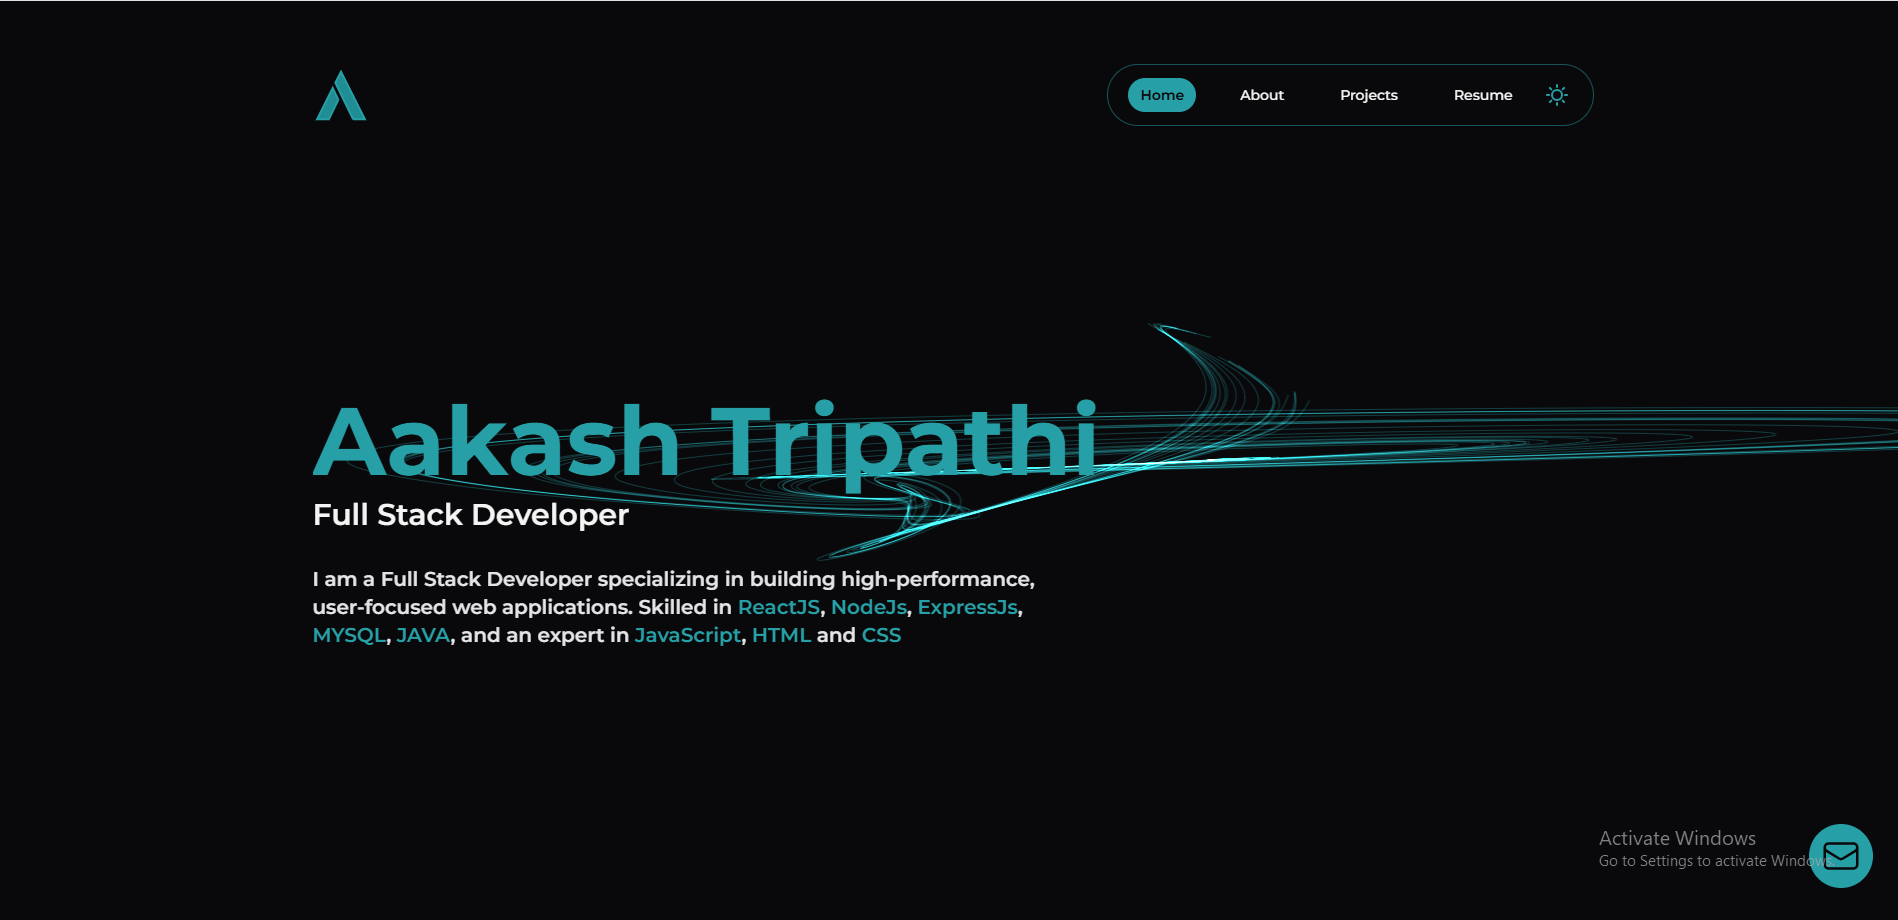 Home About Projects Resume
Aakash Tripathi
Full Stack Developer
I am a Full Stack Developer specializing in building high-performance,
user-focused web applications. Skilled in ReactJS, NodeJs, ExpressJs,
MYSQL, JAVA, and an expert in JavaScript, HTML and CSS
Activate Windows
Go to Settings to activate Windows.